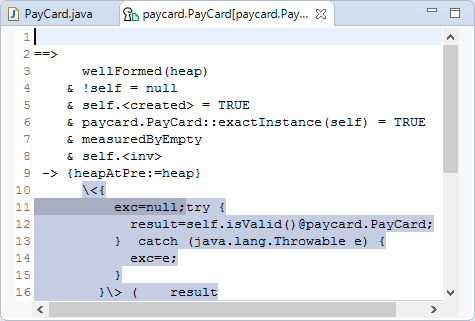 PayCard.java
paycard.PayCard[paycard.Pay...
1
2 ==>
3 wellFormed(heap)
4 & !self = null
5 & self.<created> = TRUE
6 & paycard.PayCard::exactInstance(self) = TRUE
7 & measuredByEmpty
8 & self.<inv>
9 -> {heapAtPre:=heap}
10 \<{
11 exc=null;try {
12 result=self.isValid()@paycard.PayCard;
13 } catch (java.lang.Throwable e) {
14 exc=e;
15 }
16 }\> ( result